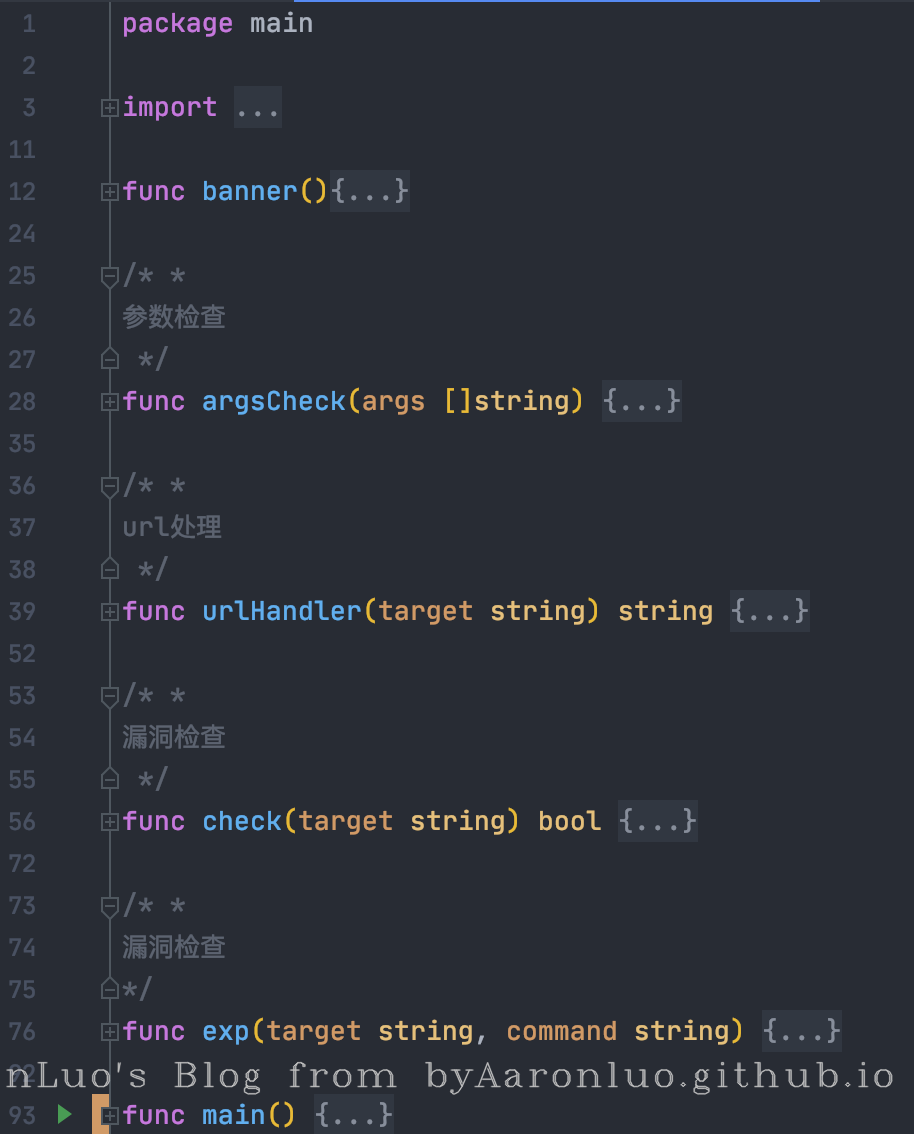 1 package main
2
3 import ...
11
12 func banner(){...}
24
25 /* *
26 参数检查
27 */
28 func argsCheck(args []string) {...}
35
36 /* *
37 url处理
38 */
39 func urlHandler(target string) string {...}
52
53 /* *
54 漏洞检查
55 */
56 func check(target string) bool {...}
72
73 /* *
74 漏洞检查
75 */
76 func exp(target string, command string) {...}
92
nLuo's Blog from byAaronluo.github.io
93 func main() {...}